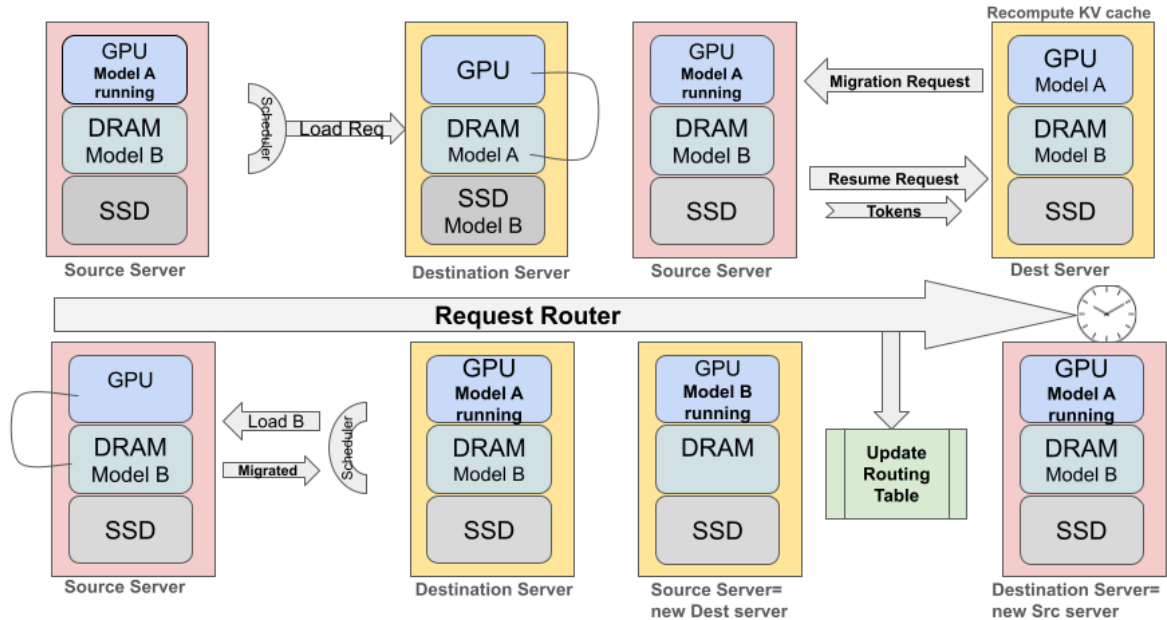 GPU
Model A
running
DRAM
Model B
SSD
Source Server
Scheduler
Load Req
GPU
DRAM
Model A
SSD
Model B
Destination Server
GPU
Model A
running
DRAM
Model B
SSD
Source Server
Migration Request
Resume Request
Tokens
Recompute KV cache
GPU
Model A
DRAM
Model B
SSD
Dest Server
Request Router
GPU
DRAM
Model B
SSD
Source Server
Load B
Migrated
Scheduler
GPU
Model A
running
DRAM
Model B
SSD
Destination Server
GPU
Model B
running
DRAM
SSD
Source Server=
new Dest server
Update
Routing
Table
GPU
Model A
running
DRAM
Model B
SSD
Destination Server=
new Src server